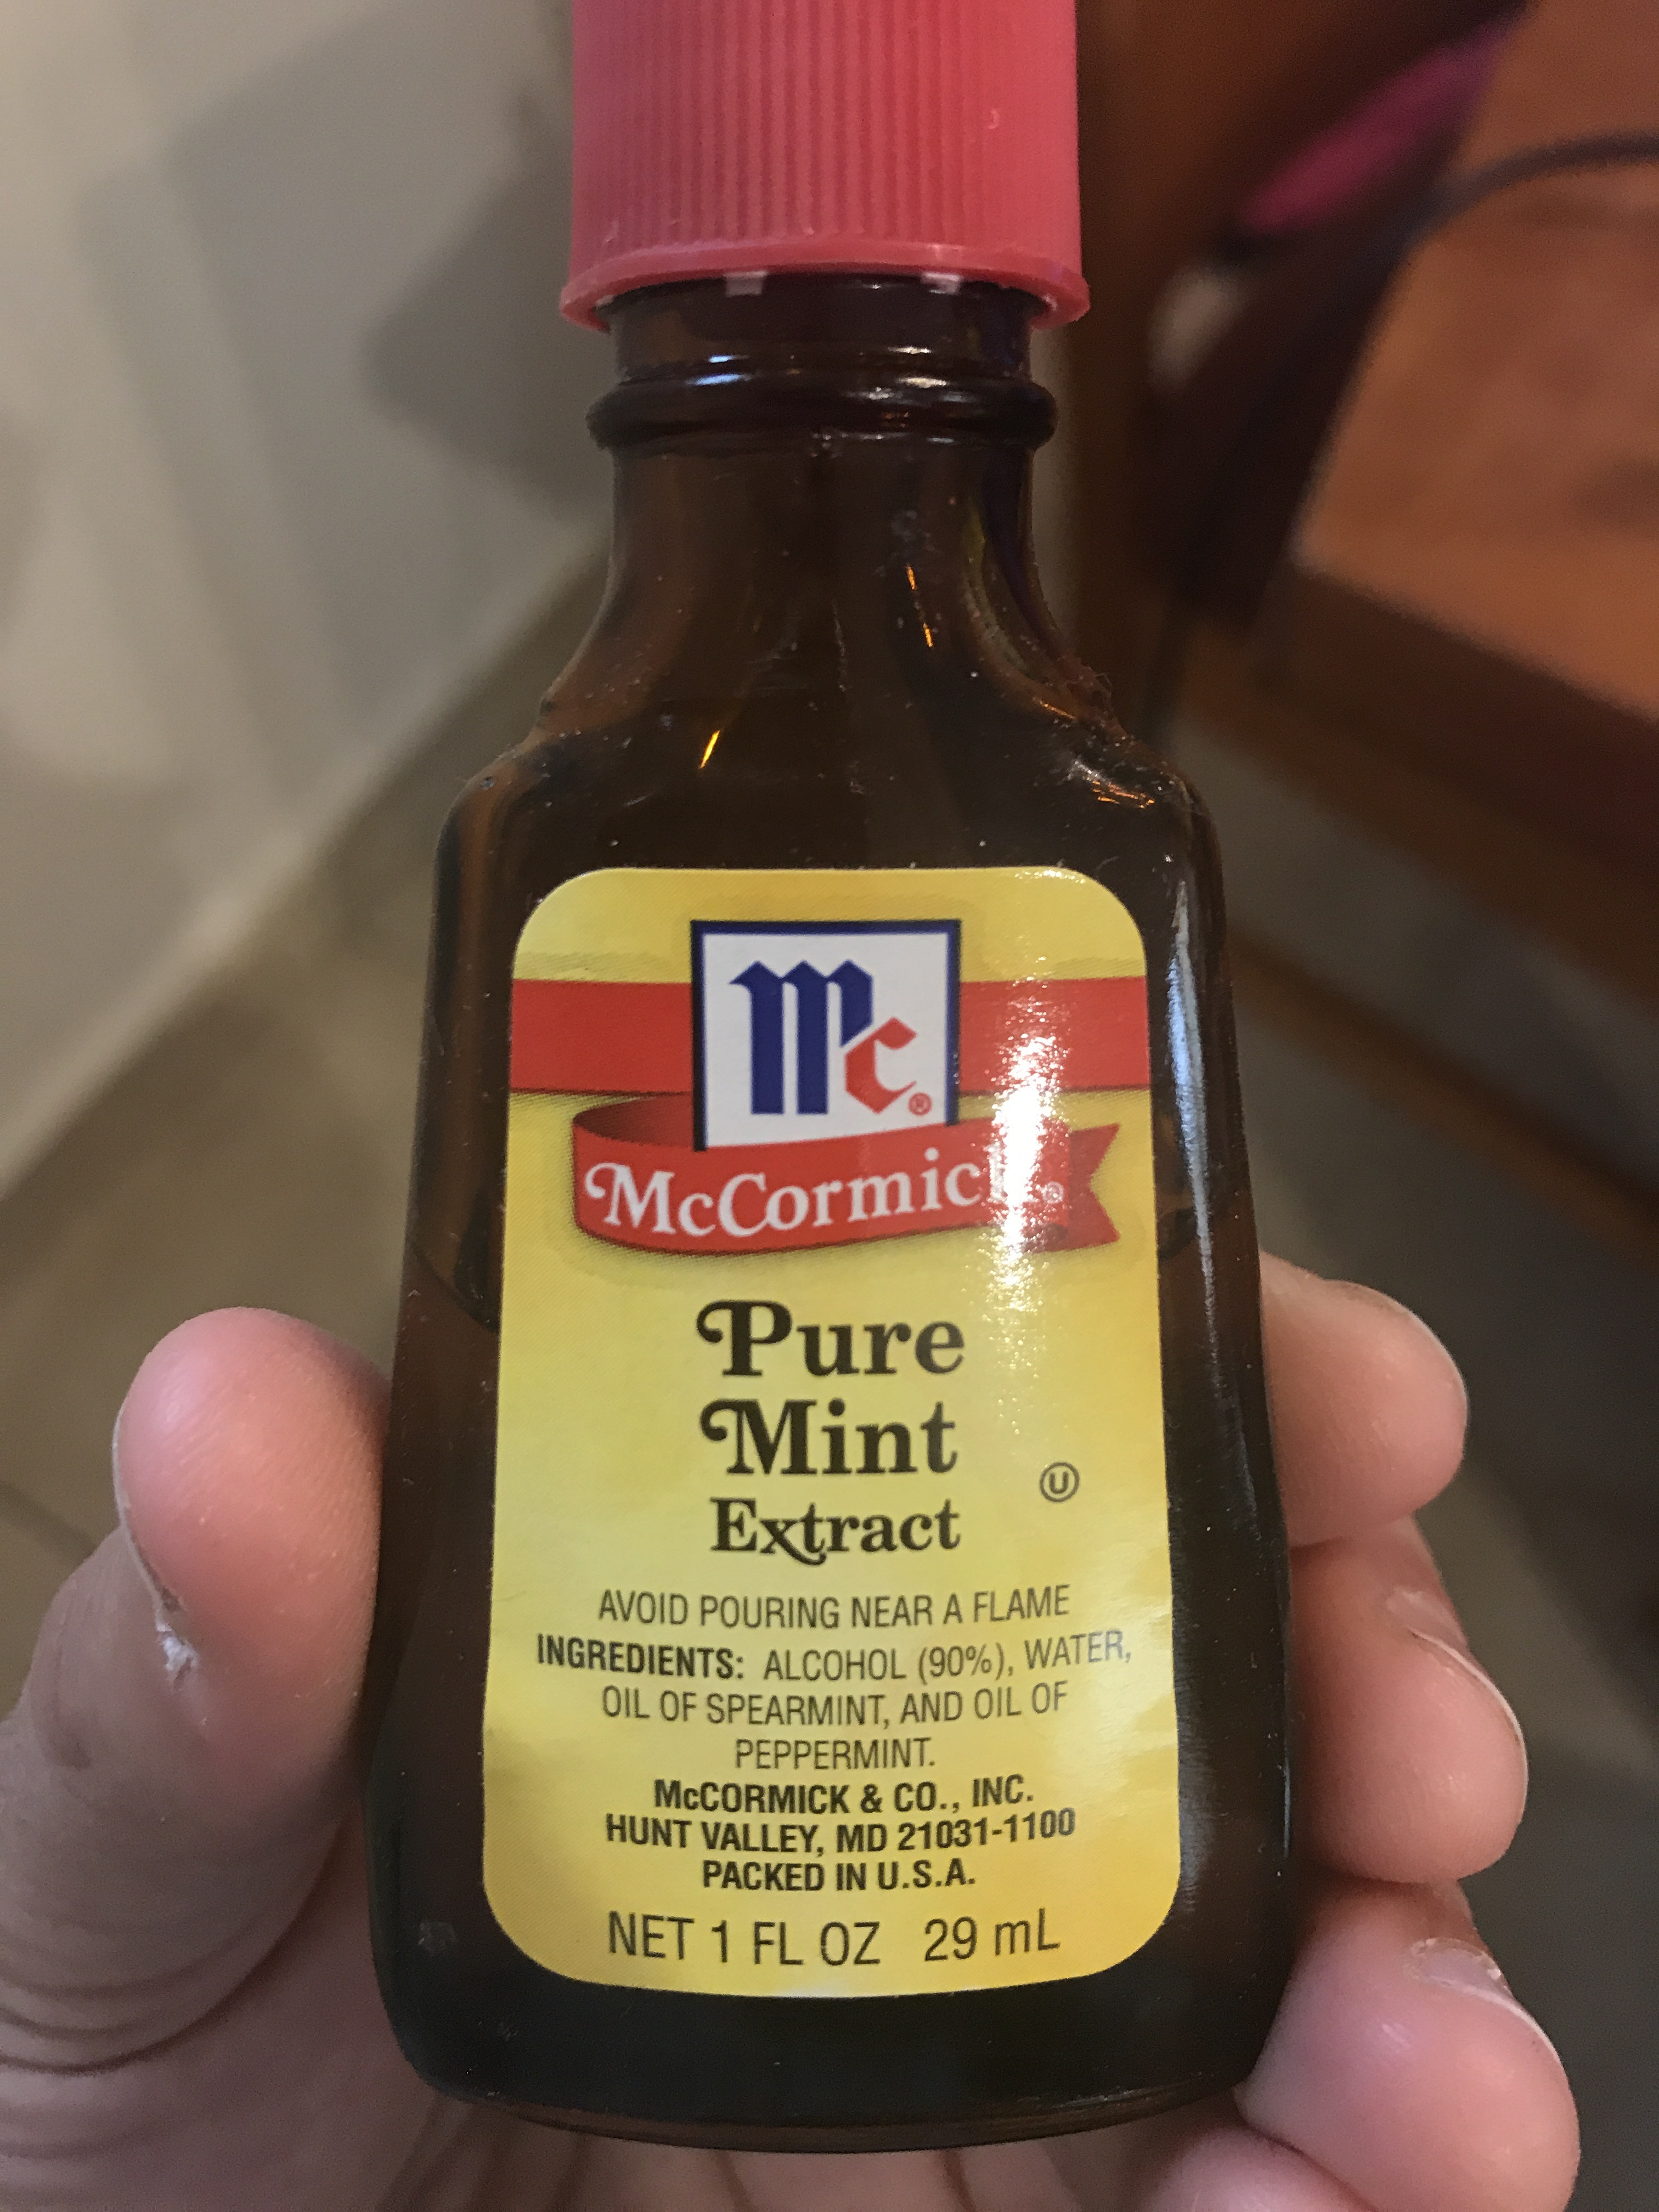 Mc®
McCormick®
Pure
Mint
Extract
Ⓤ
AVOID POURING NEAR A FLAME
INGREDIENTS: ALCOHOL (90%), WATER,
OIL OF SPEARMINT, AND OIL OF
PEPPERMINT.
McCORMICK & CO., INC.
HUNT VALLEY, MD 21031-1100
PACKED IN U.S.A.
NET 1 FL OZ 29 mL